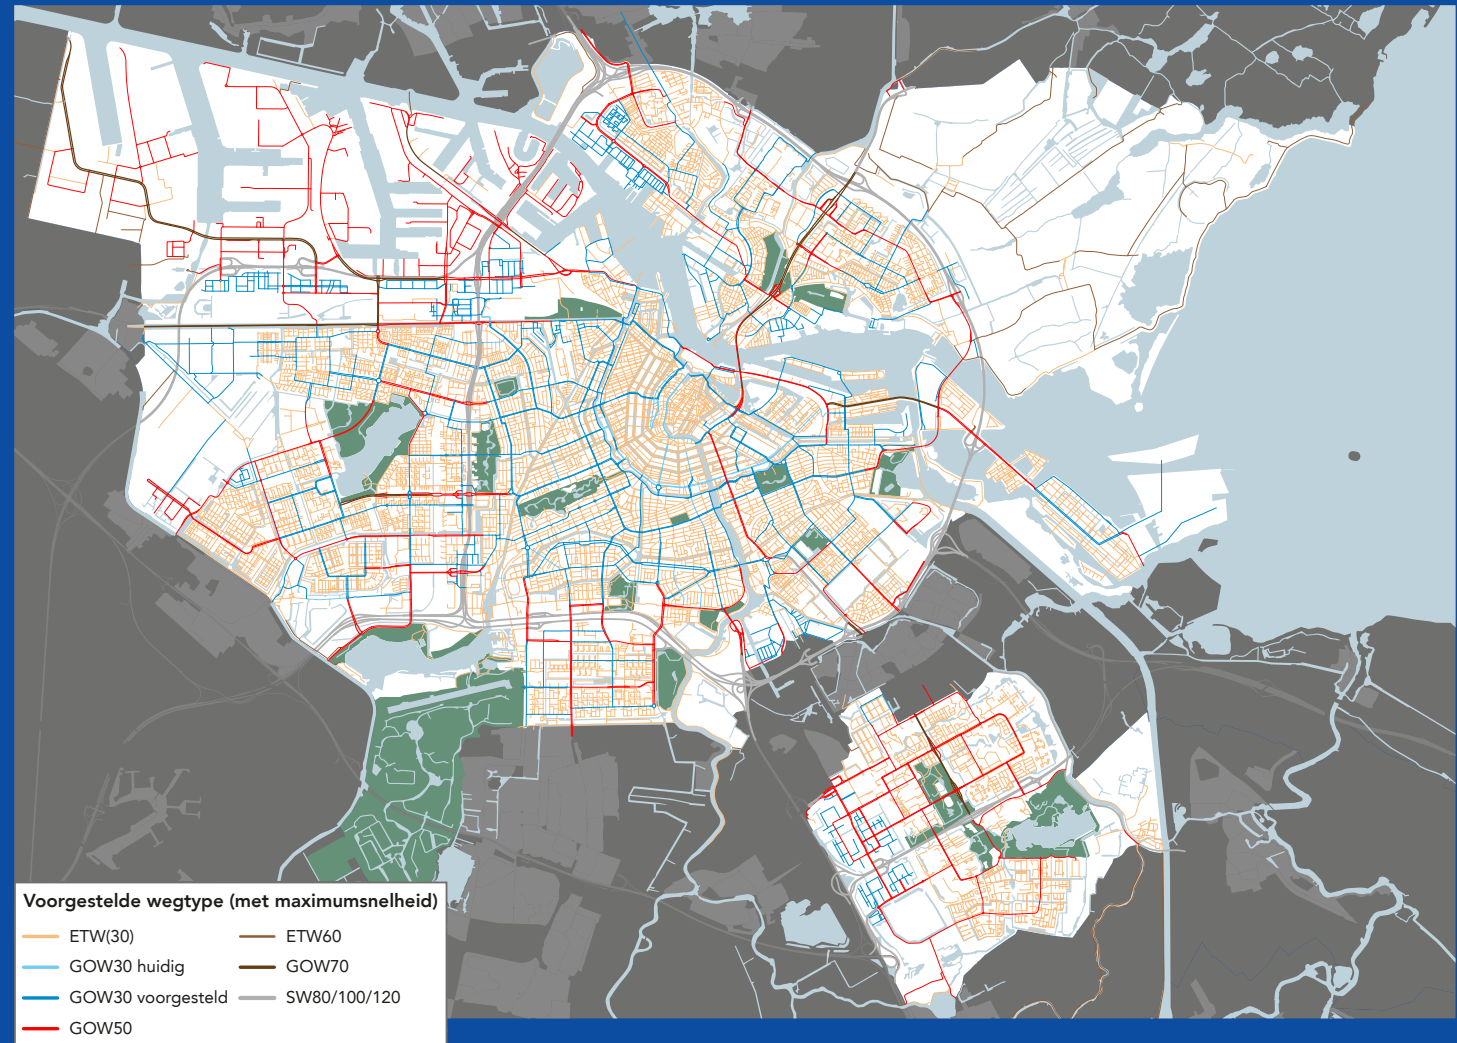 Voorgestelde wegtype (met maximumsnelheid)
ETW(30)
ETW60
GOW30 huidig
GOW70
GOW30 voorgesteld
SW80/100/120
GOW50